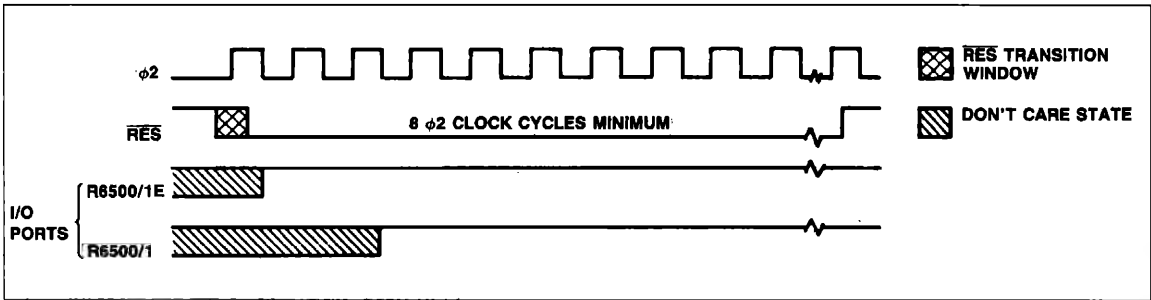 ϕ2
RES TRANSITION
WINDOW
RES
8 ϕ2 CLOCK CYCLES MINIMUM
DON'T CARE STATE
R6500/1E
I/O
PORTS
R6500/1